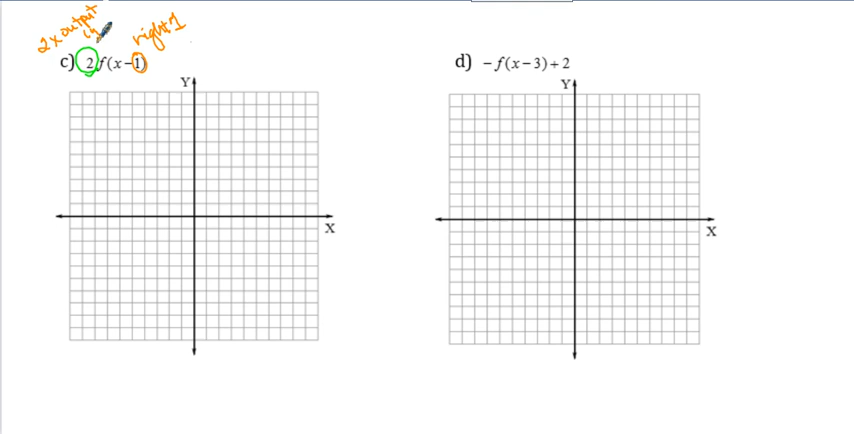 2x output
y
right 1
c) 2f(x-1)
d) -f(x-3)+2
Y
Y
X
X